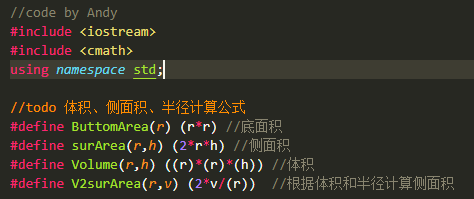 //code by Andy
#include <iostream>
#include <cmath>
using namespace std;
//todo 体积、侧面积、半径计算公式
#define ButtomArea(r) (r*r) //底面积
#define surArea(r,h) (2*r*h) //侧面积
#define Volume(r,h) ((r)*(r)*(h)) //体积
#define V2surArea(r,v) (2*v/(r))  //根据体积和半径计算侧面积